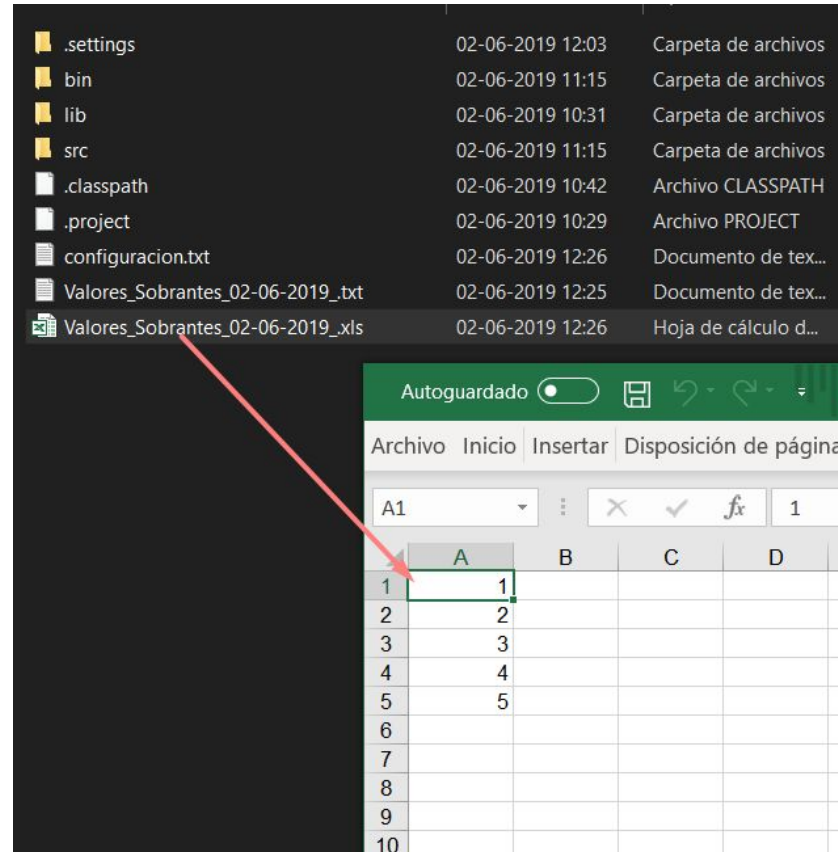 .settings 02-06-2019 12:03 Carpeta de archivos
bin 02-06-2019 11:15 Carpeta de archivos
lib 02-06-2019 10:31 Carpeta de archivos
src 02-06-2019 11:15 Carpeta de archivos
.classpath 02-06-2019 10:42 Archivo CLASSPATH
.project 02-06-2019 10:29 Archivo PROJECT
configuracion.txt 02-06-2019 12:26 Documento de tex...
Valores_Sobrantes_02-06-2019_.txt 02-06-2019 12:25 Documento de tex...
Valores_Sobrantes_02-06-2019_.xls 02-06-2019 12:26 Hoja de cálculo d...
Autoguardado
Archivo Inicio Insertar Disposición de página
A1 fx 1
A B C D
1 1
2 2
3 3
4 4
5 5
6
7
8
9
10